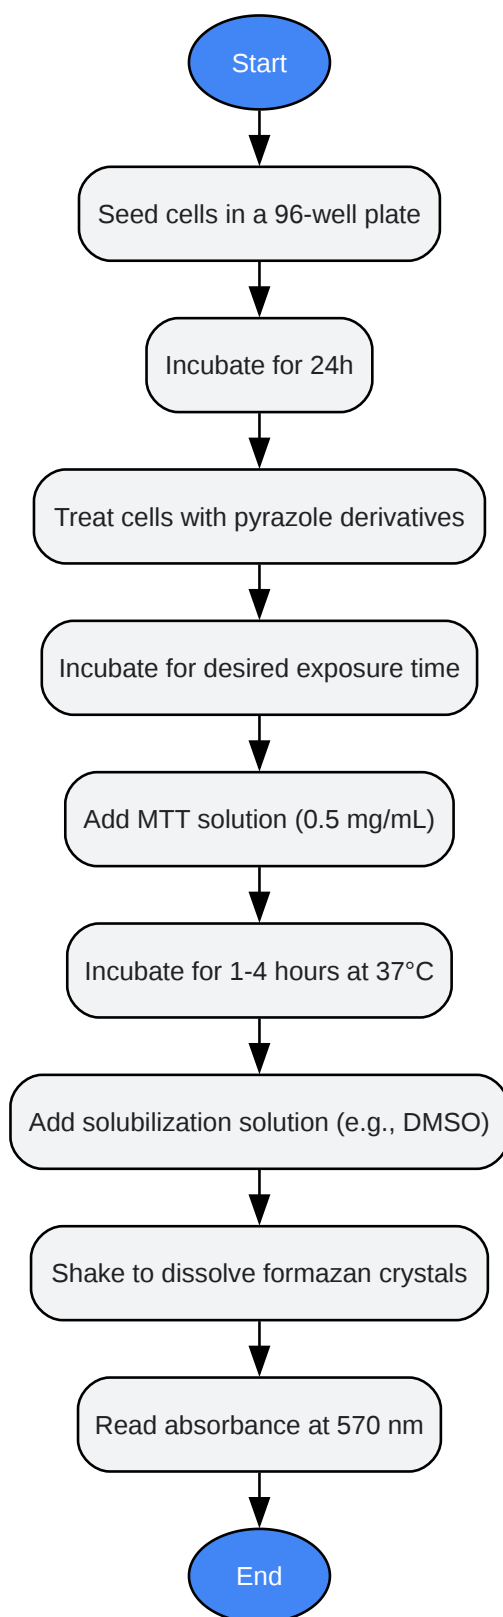 Start
Seed cells in a 96-well plate
Incubate for 24h
Treat cells with pyrazole derivatives
Incubate for desired exposure time
Add MTT solution (0.5 mg/mL)
Incubate for 1-4 hours at 37°C
Add solubilization solution (e.g., DMSO)
Shake to dissolve formazan crystals
Read absorbance at 570 nm
End